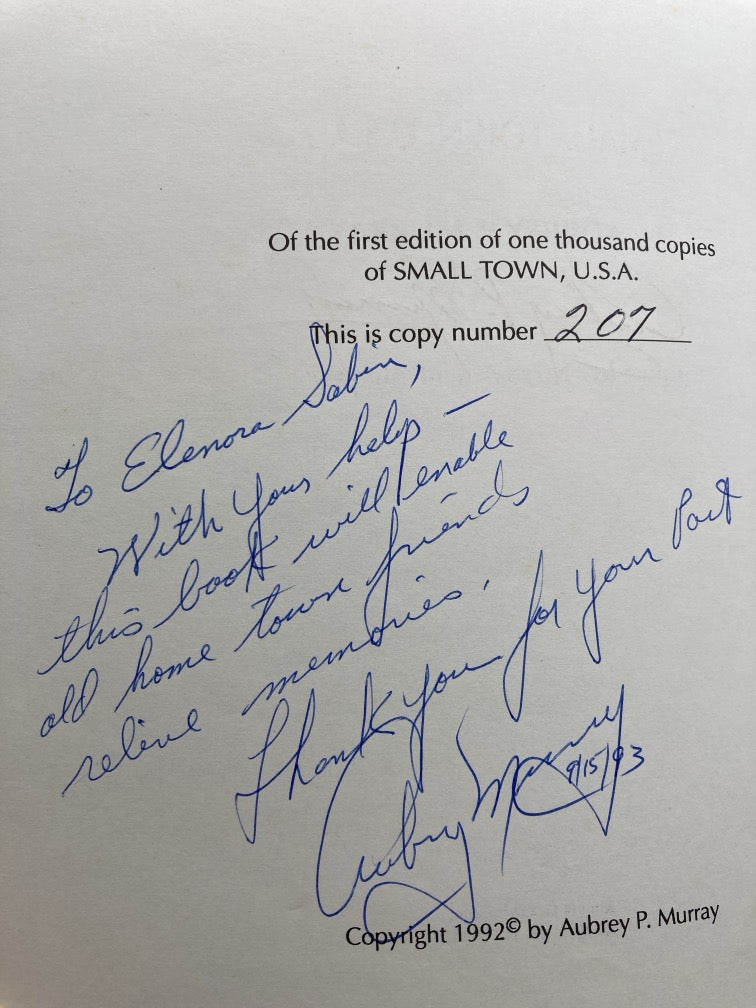 Of the first edition of one thousand copies
of SMALL TOWN, U.S.A.
This is copy number 207
To Elenora Sabin,
With your help —
this book will enable
old home town friends
relive memories.
Thank you for your part
Aubrey Murray
9/15/93
Copyright 1992© by Aubrey P. Murray